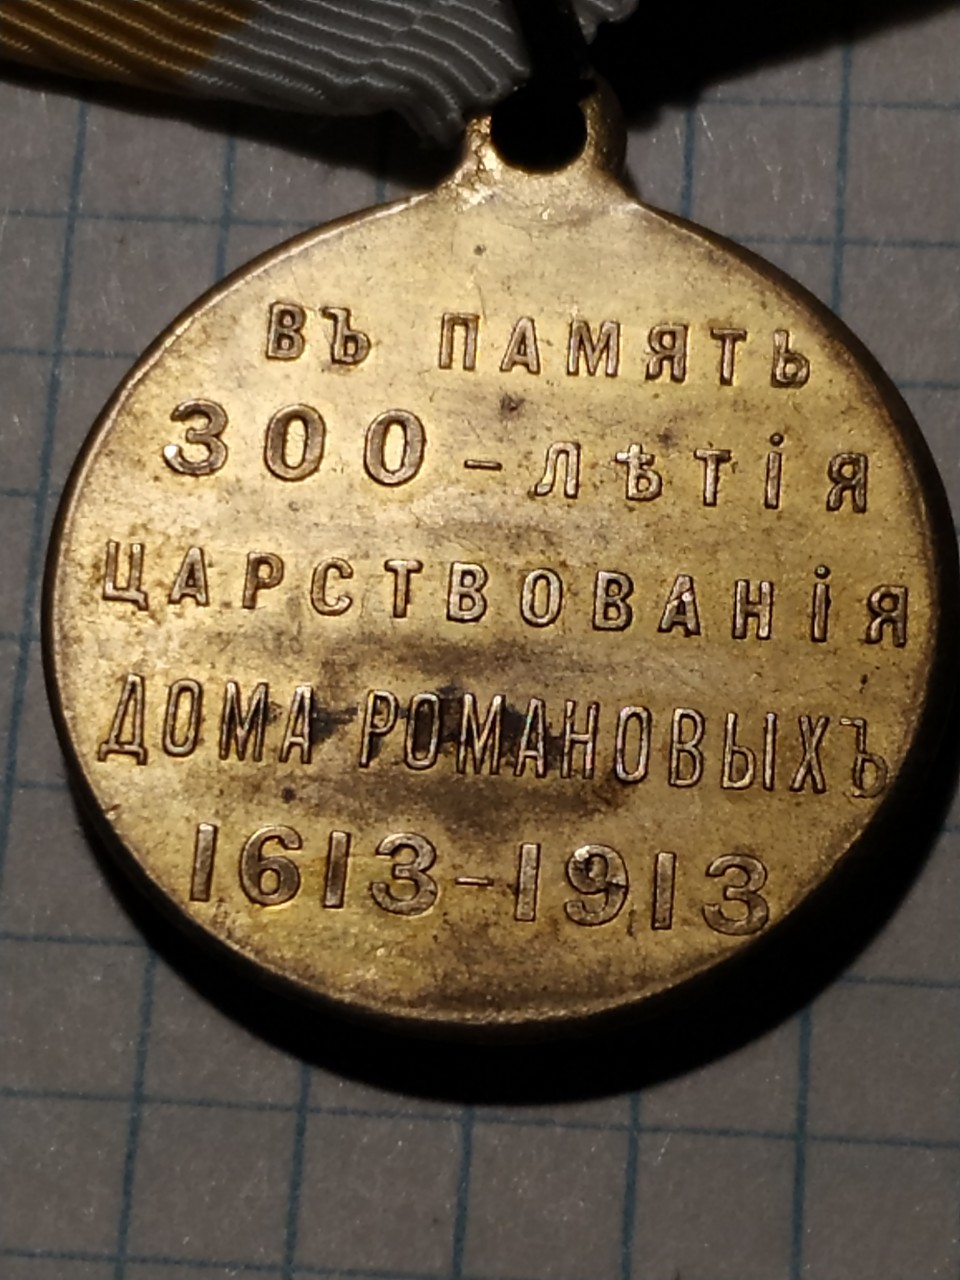 ВЪ ПАМЯТЬ
300-ЛѢТІЯ
ЦАРСТВОВАНІЯ
ДОМА РОМАНОВЫХЪ
1613-1913